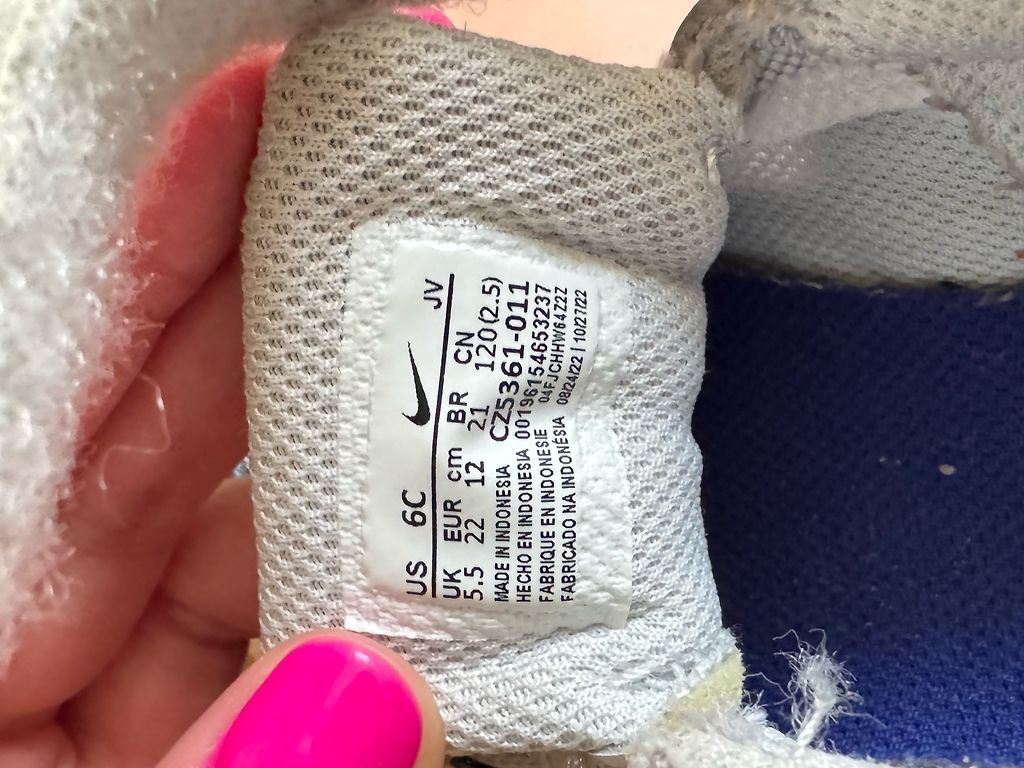 US 6C JV
UK EUR cm BR CN
5.5 22 12 21 120 (2.5)
MADE IN INDONESIA CZ5361-011
HECHO EN INDONESIA 00196154653237
FABRIQUE EN INDONESIE 04FJCHHW64Z2Z
FABRICADO NA INDONÉSIA 08/24/22 | 10/27/22